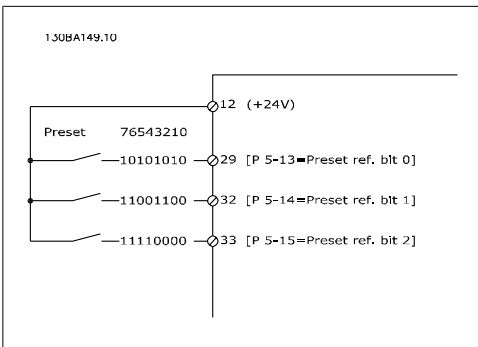 130BA149.10
12 (+24V)
Preset 76543210
10101010 29 [P 5-13=Preset ref. bit 0]
11001100 32 [P 5-14=Preset ref. bit 1]
11110000 33 [P 5-15=Preset ref. bit 2]